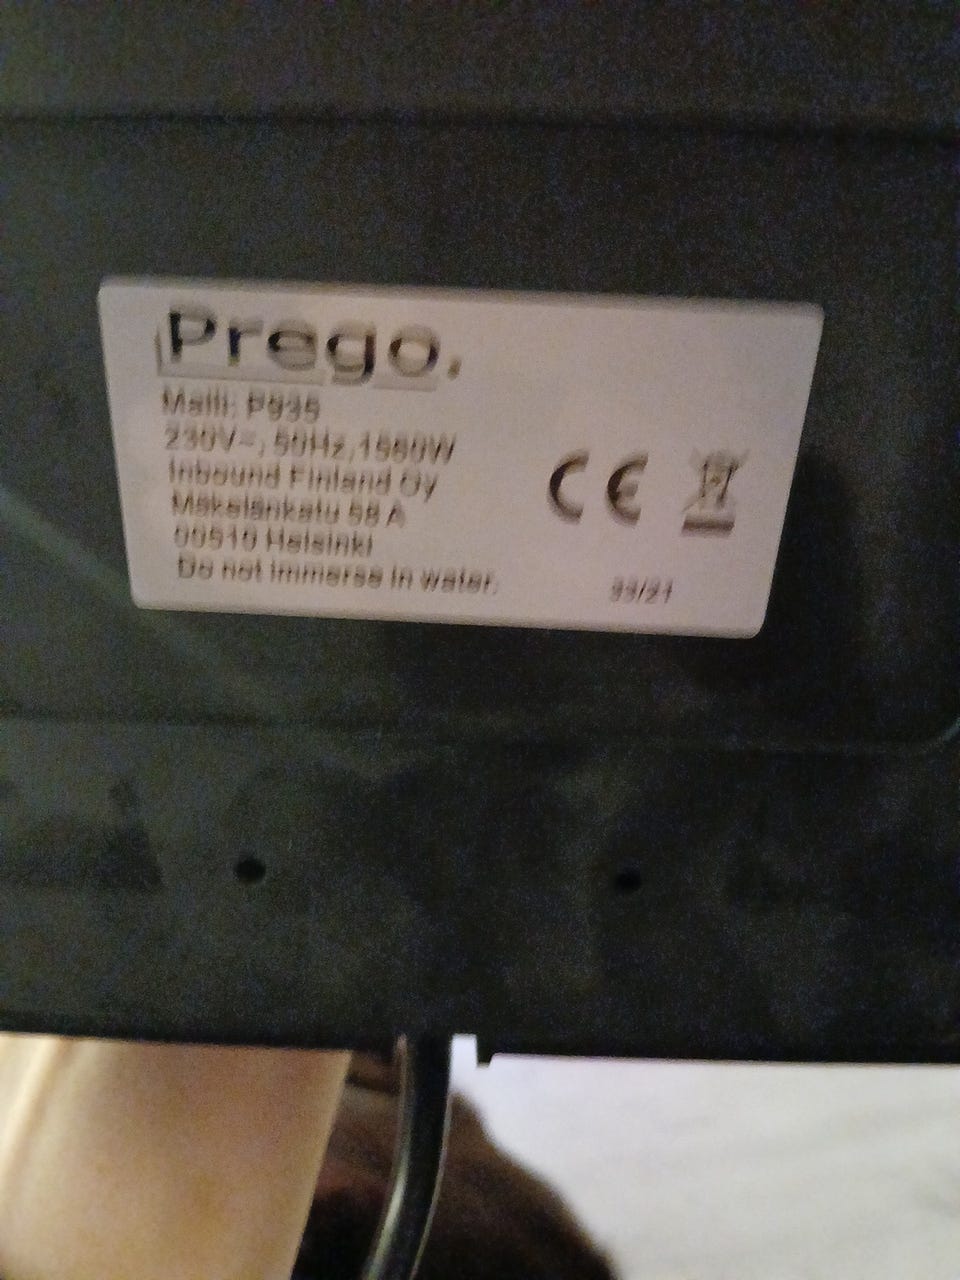 Prego.
Malli: P935
230V~, 50Hz, 1560W
Inbound Finland Oy
Mäkelänkatu 58 A
00510 Helsinki
Do not immerse in water.
33/21
CE